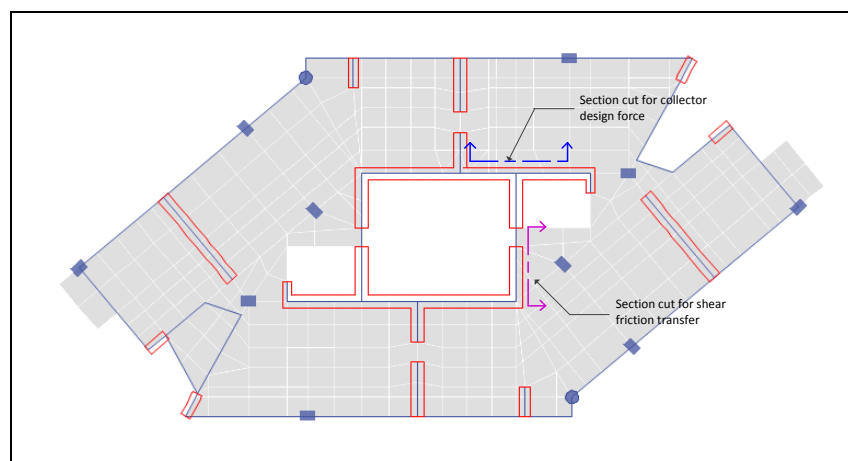 Section cut for collector
design force
Section cut for shear
friction transfer